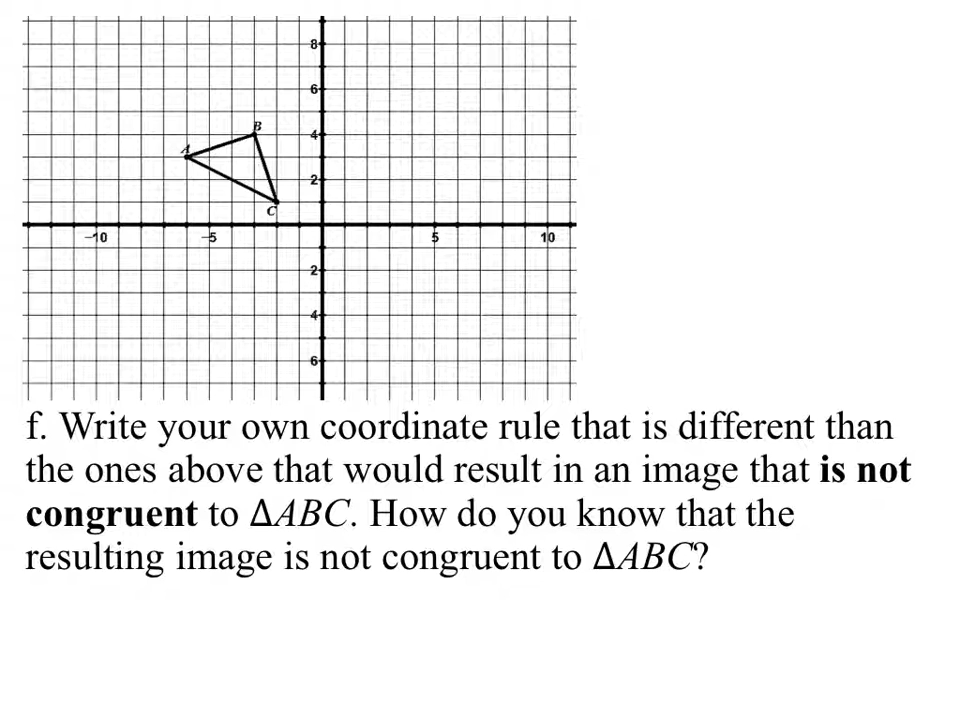 8
6
B
4
A
2
C
–10
–5
5
10
2
4
6
f. Write your own coordinate rule that is different than
the ones above that would result in an image that is not
congruent to ΔABC. How do you know that the
resulting image is not congruent to ΔABC?